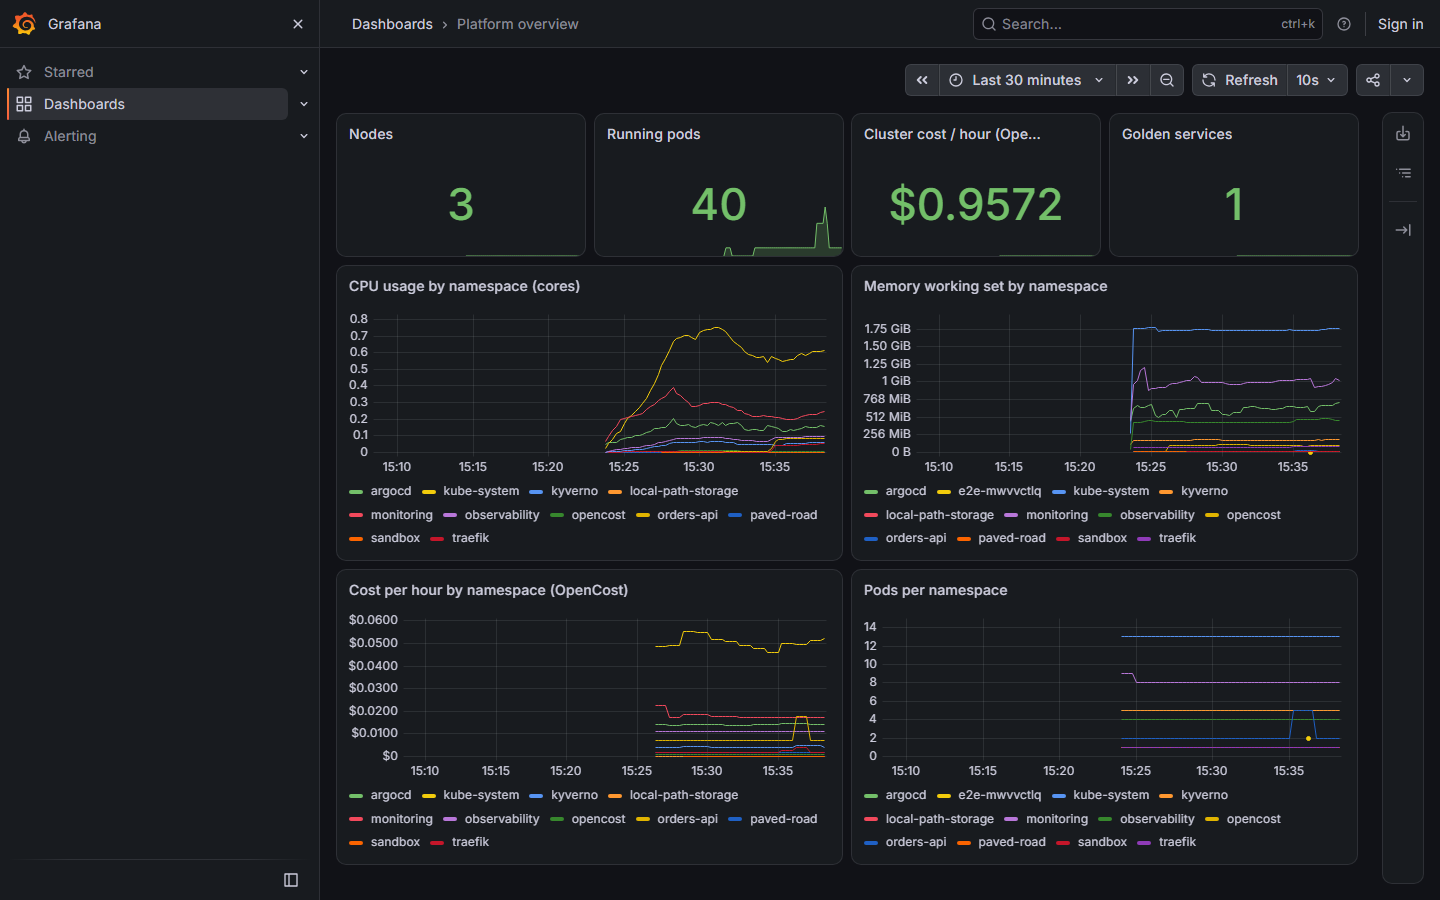 Grafana
Dashboards › Platform overview
Search...
ctrl+k
Sign in
Starred
Dashboards
Alerting
Last 30 minutes
Refresh
10s
Nodes
3
Running pods
40
Cluster cost / hour (Ope...
$0.9572
Golden services
1
CPU usage by namespace (cores)
0.8
0.7
0.6
0.5
0.4
0.3
0.2
0.1
0
15:10 15:15 15:20 15:25 15:30 15:35
argocd kube-system kyverno local-path-storage
monitoring observability opencost orders-api paved-road
sandbox traefik
Memory working set by namespace
1.75 GiB
1.50 GiB
1.25 GiB
1 GiB
768 MiB
512 MiB
256 MiB
0 B
15:10 15:15 15:20 15:25 15:30 15:35
argocd e2e-mwvvctlq kube-system kyverno
local-path-storage monitoring observability opencost
orders-api paved-road sandbox traefik
Cost per hour by namespace (OpenCost)
$0.0600
$0.0500
$0.0400
$0.0300
$0.0200
$0.0100
$0
15:10 15:15 15:20 15:25 15:30 15:35
argocd kube-system kyverno local-path-storage
monitoring observability opencost orders-api paved-road
sandbox traefik
Pods per namespace
14
12
10
8
6
4
2
0
15:10 15:15 15:20 15:25 15:30 15:35
argocd e2e-mwvvctlq kube-system kyverno
local-path-storage monitoring observability opencost
orders-api paved-road sandbox traefik